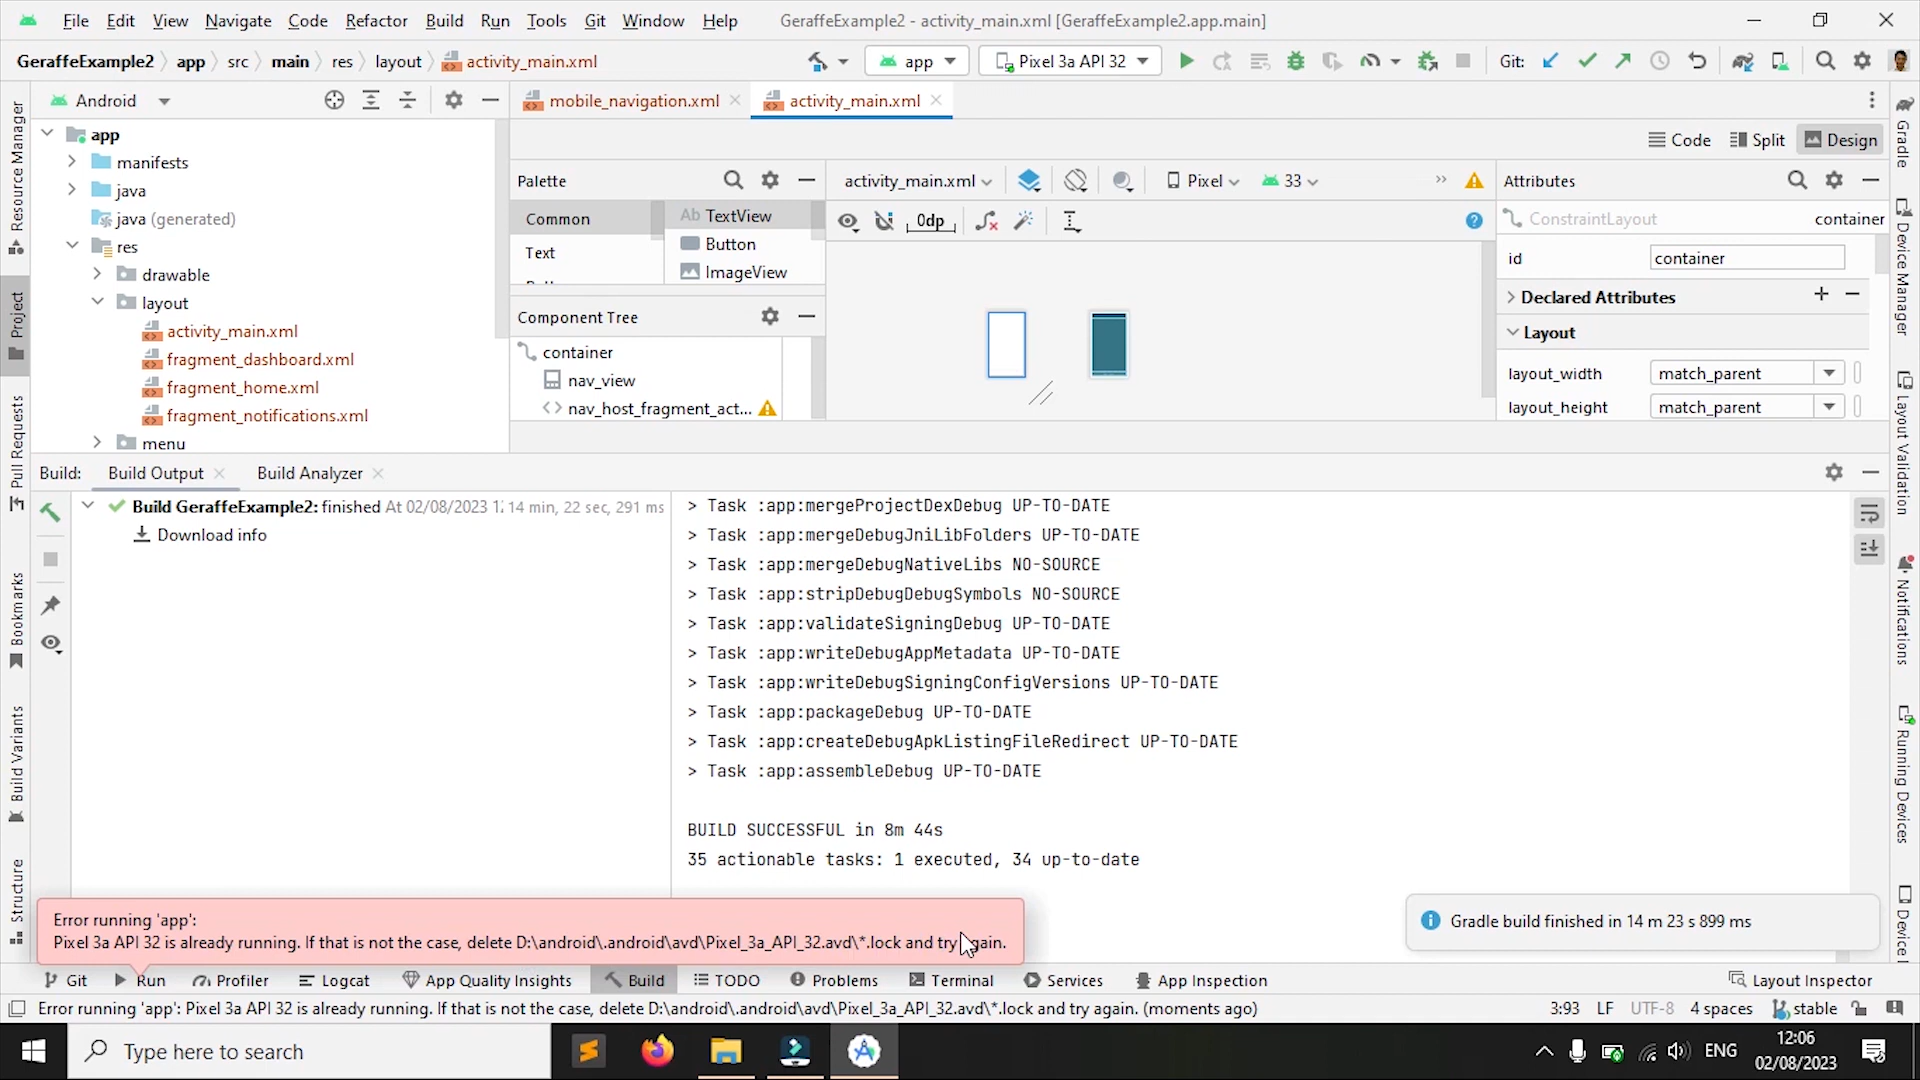 File Edit View Navigate Code Refactor Build Run Tools Git Window Help GeraffeExample2 - activity_main.xml [GeraffeExample2.app.main]
GeraffeExample2 app src main res layout activity_main.xml app Pixel 3a API 32 Git:
Android mobile_navigation.xml activity_main.xml
app
manifests
java
java (generated)
res
drawable
layout
activity_main.xml
fragment_dashboard.xml
fragment_home.xml
fragment_notifications.xml
menu
Code Split Design
Palette
Common
Text
Ab TextView
Button
ImageView
Component Tree
container
nav_view
nav_host_fragment_act...
activity_main.xml Pixel 33
0dp
Attributes
ConstraintLayout container
id container
Declared Attributes
Layout
layout_width match_parent
layout_height match_parent
Resource Manager
Project
Pull Requests
Bookmarks
Build Variants
Structure
Gradle
Device Manager
Layout Validation
Notifications
Running Devices
Build: Build Output Build Analyzer
Build GeraffeExample2: finished At 02/08/2023 14 min, 22 sec, 291 ms
Download info
> Task :app:mergeProjectDexDebug UP-TO-DATE
> Task :app:mergeDebugJniLibFolders UP-TO-DATE
> Task :app:mergeDebugNativeLibs NO-SOURCE
> Task :app:stripDebugDebugSymbols NO-SOURCE
> Task :app:validateSigningDebug UP-TO-DATE
> Task :app:writeDebugAppMetadata UP-TO-DATE
> Task :app:writeDebugSigningConfigVersions UP-TO-DATE
> Task :app:packageDebug UP-TO-DATE
> Task :app:createDebugApkListingFileRedirect UP-TO-DATE
> Task :app:assembleDebug UP-TO-DATE
BUILD SUCCESSFUL in 8m 44s
35 actionable tasks: 1 executed, 34 up-to-date
Error running 'app':
Pixel 3a API 32 is already running. If that is not the case, delete D:\android\.android\avd\Pixel_3a_API_32.avd\*.lock and try again.
Gradle build finished in 14 m 23 s 899 ms
Git Run Profiler Logcat App Quality Insights Build TODO Problems Terminal Services App Inspection Layout Inspector
Error running 'app': Pixel 3a API 32 is already running. If that is not the case, delete D:\android\.android\avd\Pixel_3a_API_32.avd\*.lock and try again. (moments ago) 3:93 LF UTF-8 4 spaces stable
Type here to search ENG 12:06
02/08/2023